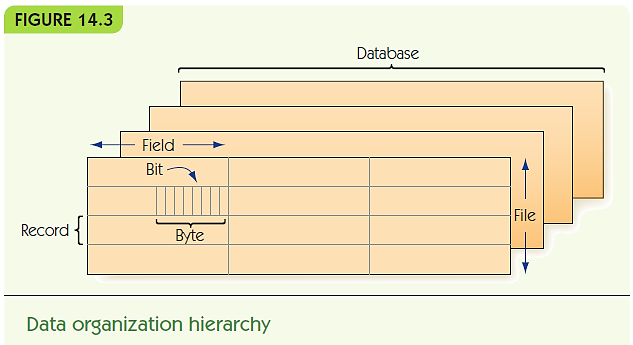 FIGURE 14.3
Database
Field
Bit
File
Record
Byte
Data organization hierarchy